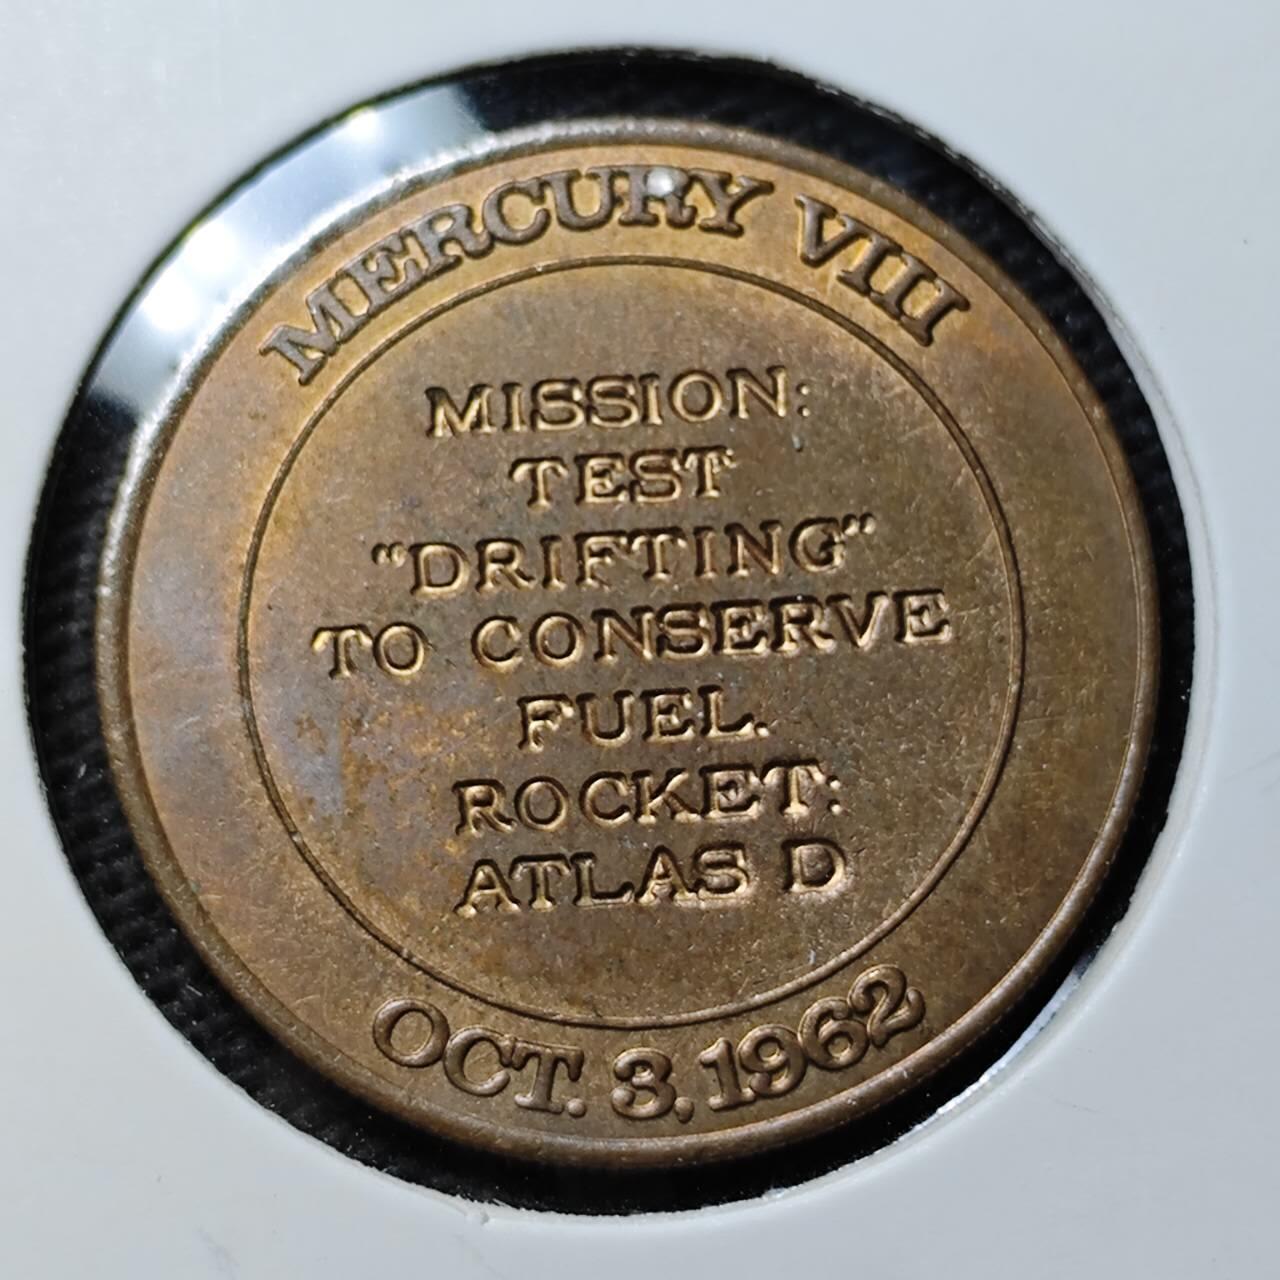 MERCURY VIII
MISSION:
TEST
"DRIFTING"
TO CONSERVE
FUEL.
ROCKET:
ATLAS D
OCT. 3, 1962